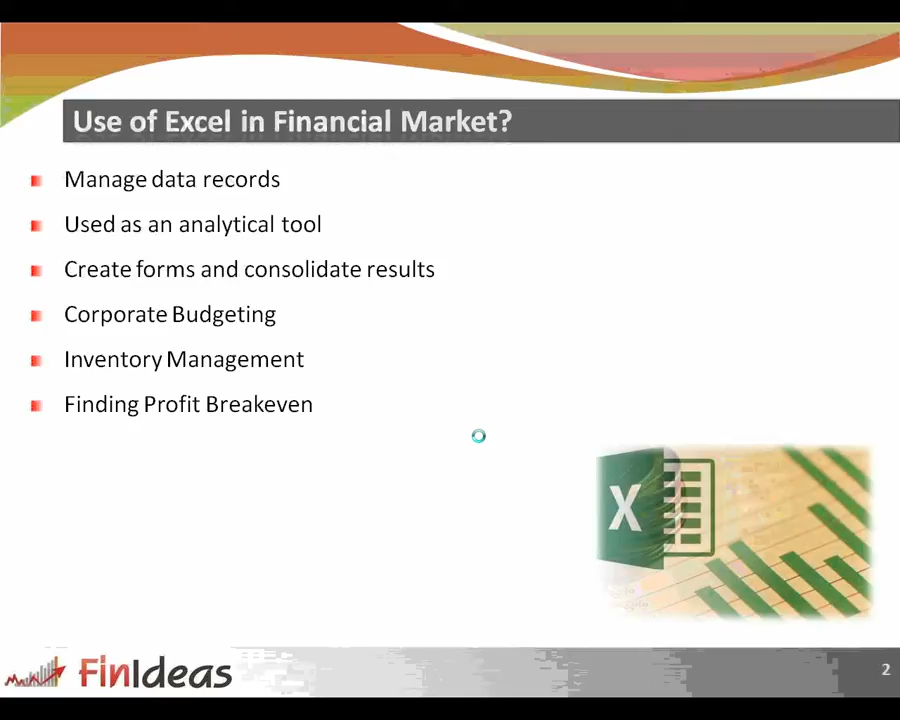 Use of Excel in Financial Market?
Manage data records
Used as an analytical tool
Create forms and consolidate results
Corporate Budgeting
Inventory Management
Finding Profit Breakeven
X
FinIdeas
2